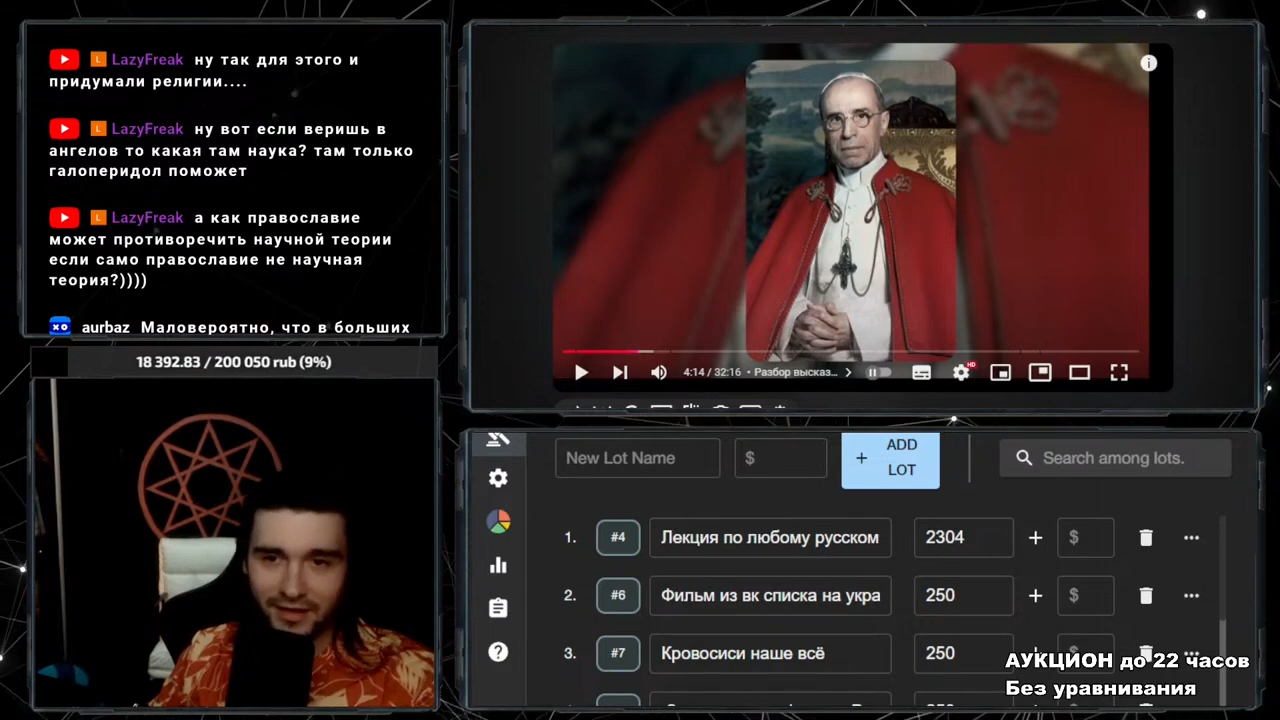 LazyFreak ну так для этого и
придумали религии....
LazyFreak ну вот если веришь в
ангелов то какая там наука? там только
галоперидол поможет
LazyFreak а как православие
может противоречить научной теории
если само православие не научная
теория?))))
aurbaz Маловероятно, что в больших
18 392.83 / 200 050 rub (9%)
4:14 / 32:16 • Разбор высказ...
HD
New Lot Name
$
+ ADD
LOT
Search among lots.
1. #4 Лекция по любому русском 2304 + $
2. #6 Фильм из вк списка на укра 250 + $
3. #7 Кровосиси наше всё 250
АУКЦИОН до 22 часов
Без уравнивания